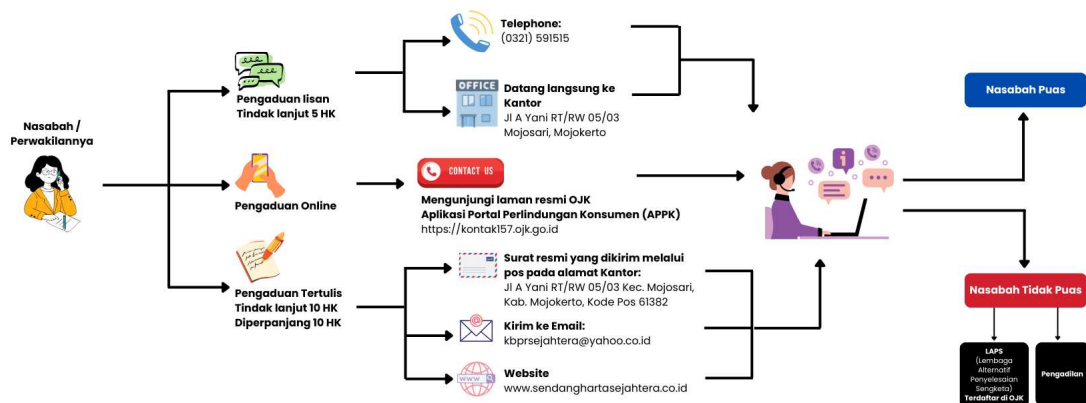 Nasabah /
Perwakilannya
Pengaduan lisan
Tindak lanjut 5 HK
Pengaduan Online
Pengaduan Tertulis
Tindak lanjut 10 HK
Diperpanjang 10 HK
Telephone:
(0321) 591515
OFFICE
Datang langsung ke
Kantor
Jl A Yani RT/RW 05/03
Mojosari, Mojokerto
CONTACT US
Mengunjungi laman resmi OJK
Aplikasi Portal Perlindungan Konsumen (APPK)
https://kontak157.ojk.go.id
Surat resmi yang dikirim melalui
pos pada alamat Kantor:
Jl A Yani RT/RW 05/03 Kec. Mojosari,
Kab. Mojokerto, Kode Pos 61382
Kirim ke Email:
kbprsejahtera@yahoo.co.id
www
Website
www.sendanghartasejahtera.co.id
Nasabah Puas
Nasabah Tidak Puas
LAPS
(Lembaga
Alternatif
Penyelesaian
Sengketa)
Terdaftar di OJK
Pengadilan